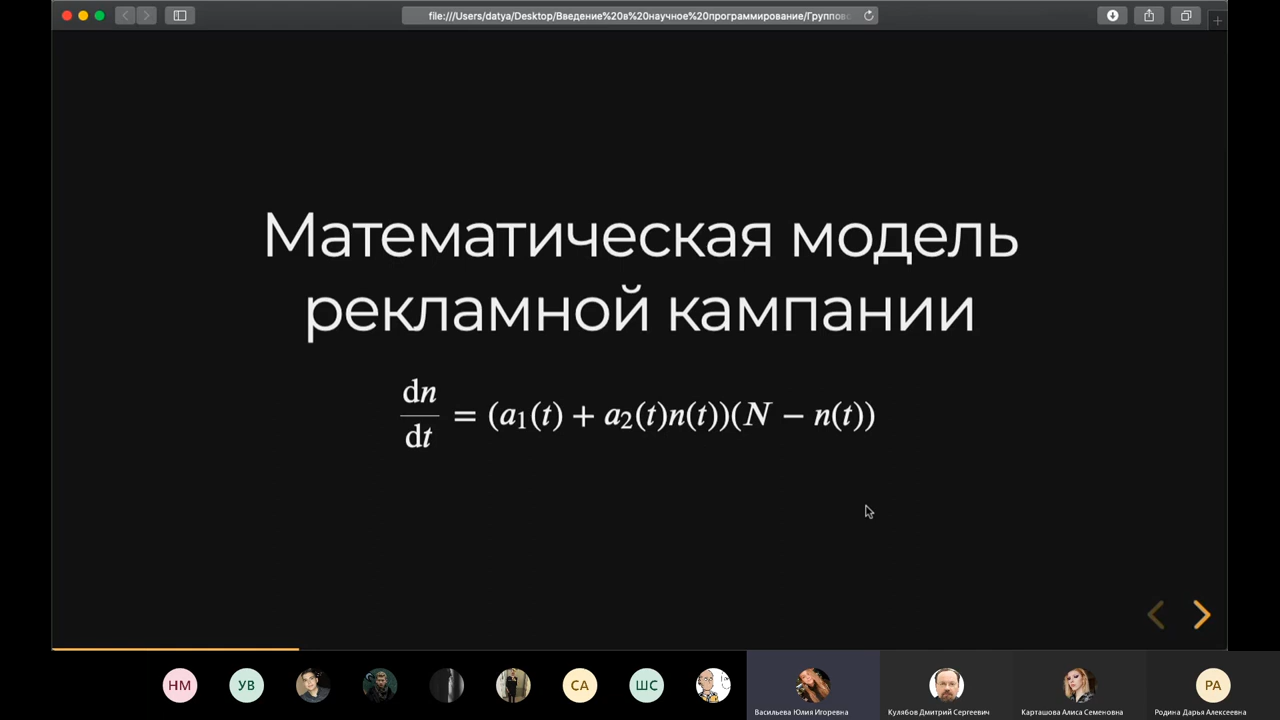 file:///Users/datya/Desktop/Введение%20в%20научное%20программирование/Группово
Математическая модель
рекламной кампании
dn/dt = (a₁(t) + a₂(t)n(t))(N − n(t))
НМ
УВ
СА
ШС
РА
Васильева Юлия Игоревна
Кулябов Дмитрий Сергеевич
Карташова Алиса Семеновна
Родина Дарья Алексеевна